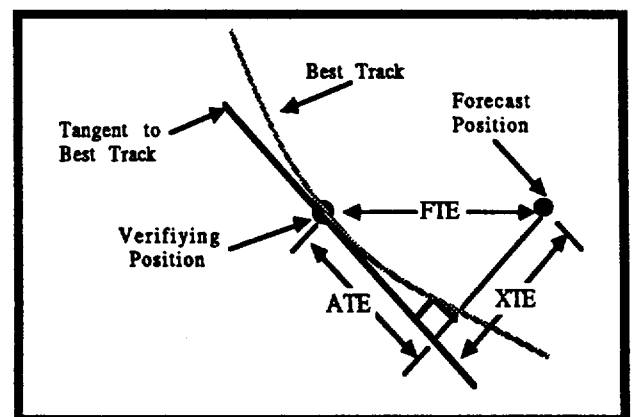 Best Track
Forecast
Position
Tangent to
Best Track
FTE
Verifiying
Position
ATE
XTE